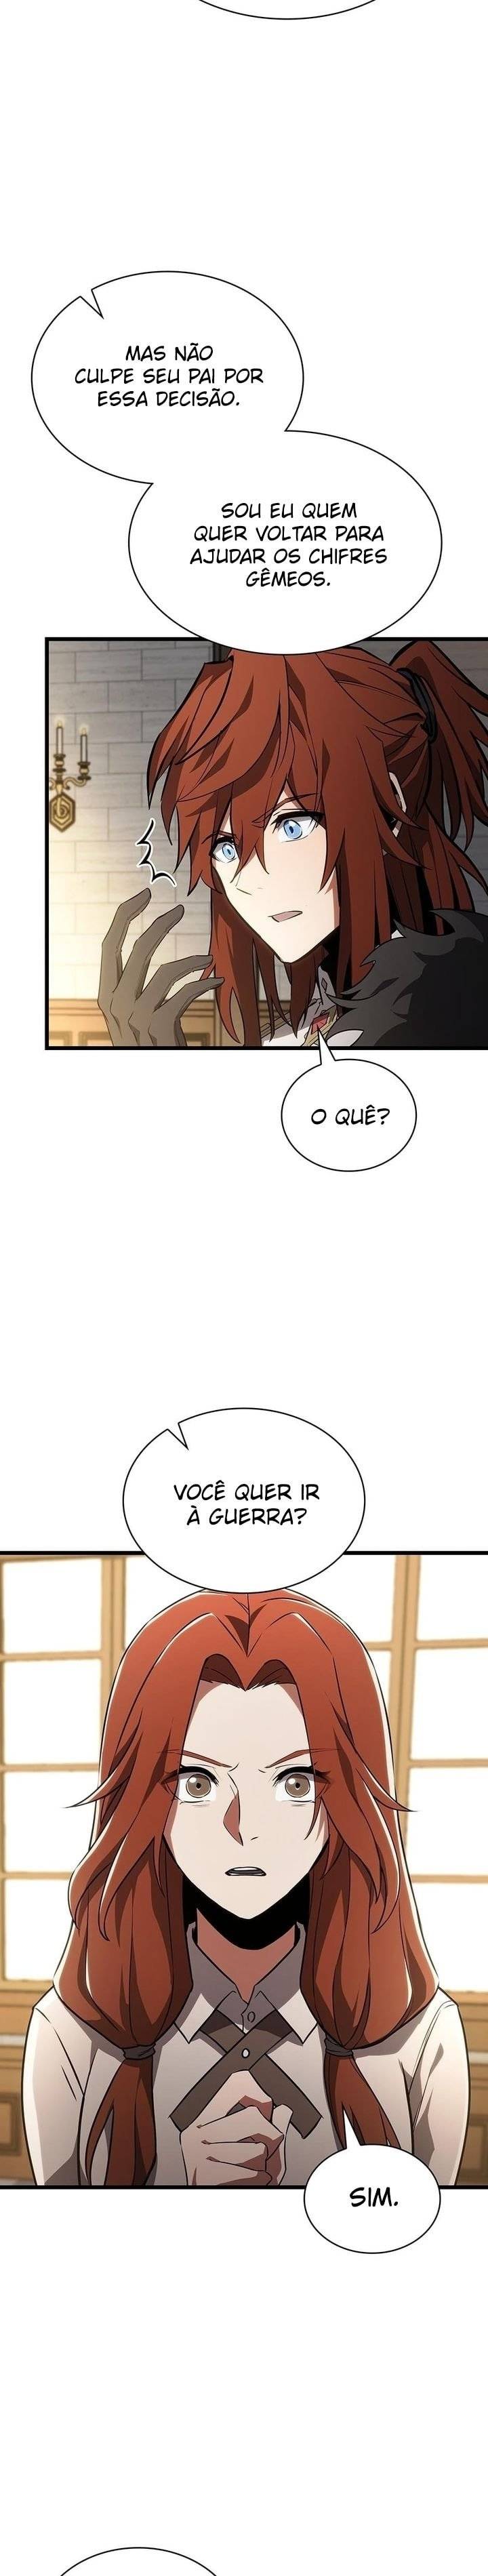 MAS NÃO
CULPE SEU PAI POR
ESSA DECISÃO.
SOU EU QUEM
QUER VOLTAR PARA
AJUDAR OS CHIFRES
GÊMEOS.
O QUÊ?
VOCÊ QUER IR
À GUERRA?
SIM.